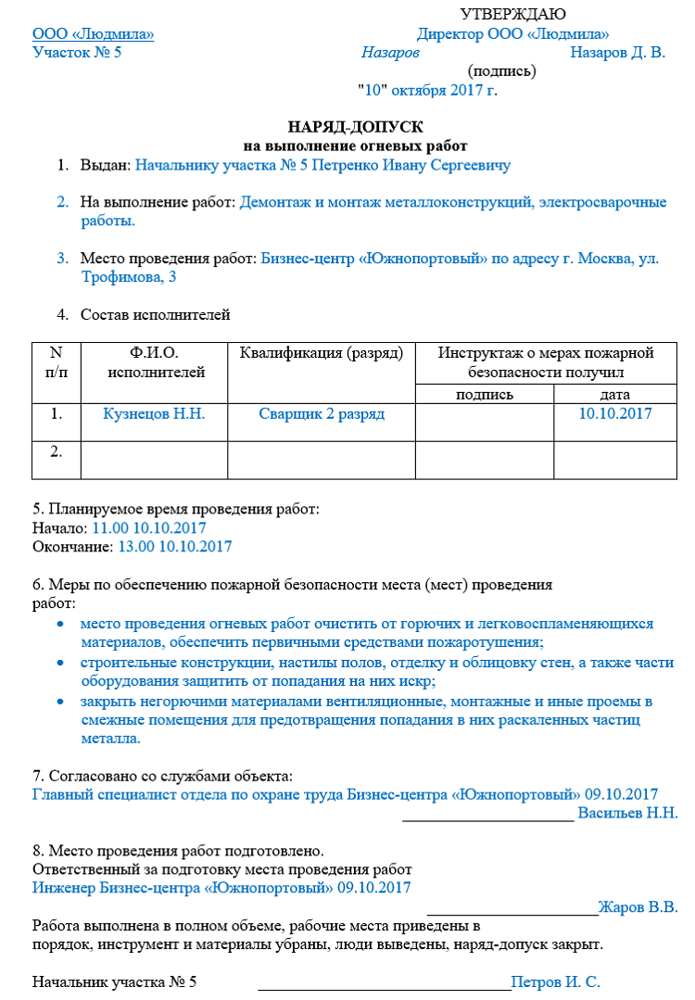 УТВЕРЖДАЮ
ООО «Людмила» Директор ООО «Людмила»
Участок № 5 Назаров Назаров Д. В.
(подпись)
"10" октября 2017 г.
НАРЯД-ДОПУСК
на выполнение огневых работ
1. Выдан: Начальнику участка № 5 Петренко Ивану Сергеевичу
2. На выполнение работ: Демонтаж и монтаж металлоконструкций, электросварочные
работы.
3. Место проведения работ: Бизнес-центр «Южнопортовый» по адресу г. Москва, ул.
Трофимова, 3
4. Состав исполнителей
N Ф.И.О. Квалификация (разряд) Инструктаж о мерах пожарной
п/п исполнителей безопасности получил
подпись дата
1. Кузнецов Н.Н. Сварщик 2 разряд 10.10.2017
2.
5. Планируемое время проведения работ:
Начало: 11.00 10.10.2017
Окончание: 13.00 10.10.2017
6. Меры по обеспечению пожарной безопасности места (мест) проведения
работ:
• место проведения огневых работ очистить от горючих и легковоспламеняющихся
материалов, обеспечить первичными средствами пожаротушения;
• строительные конструкции, настилы полов, отделку и облицовку стен, а также части
оборудования защитить от попадания на них искр;
• закрыть негорючими материалами вентиляционные, монтажные и иные проемы в
смежные помещения для предотвращения попадания в них раскаленных частиц
металла.
7. Согласовано со службами объекта:
Главный специалист отдела по охране труда Бизнес-центра «Южнопортовый» 09.10.2017
Васильев Н.Н.
8. Место проведения работ подготовлено.
Ответственный за подготовку места проведения работ
Инженер Бизнес-центра «Южнопортовый» 09.10.2017
Жаров В.В.
Работа выполнена в полном объеме, рабочие места приведены в
порядок, инструмент и материалы убраны, люди выведены, наряд-допуск закрыт.
Начальник участка № 5 Петров И. С.